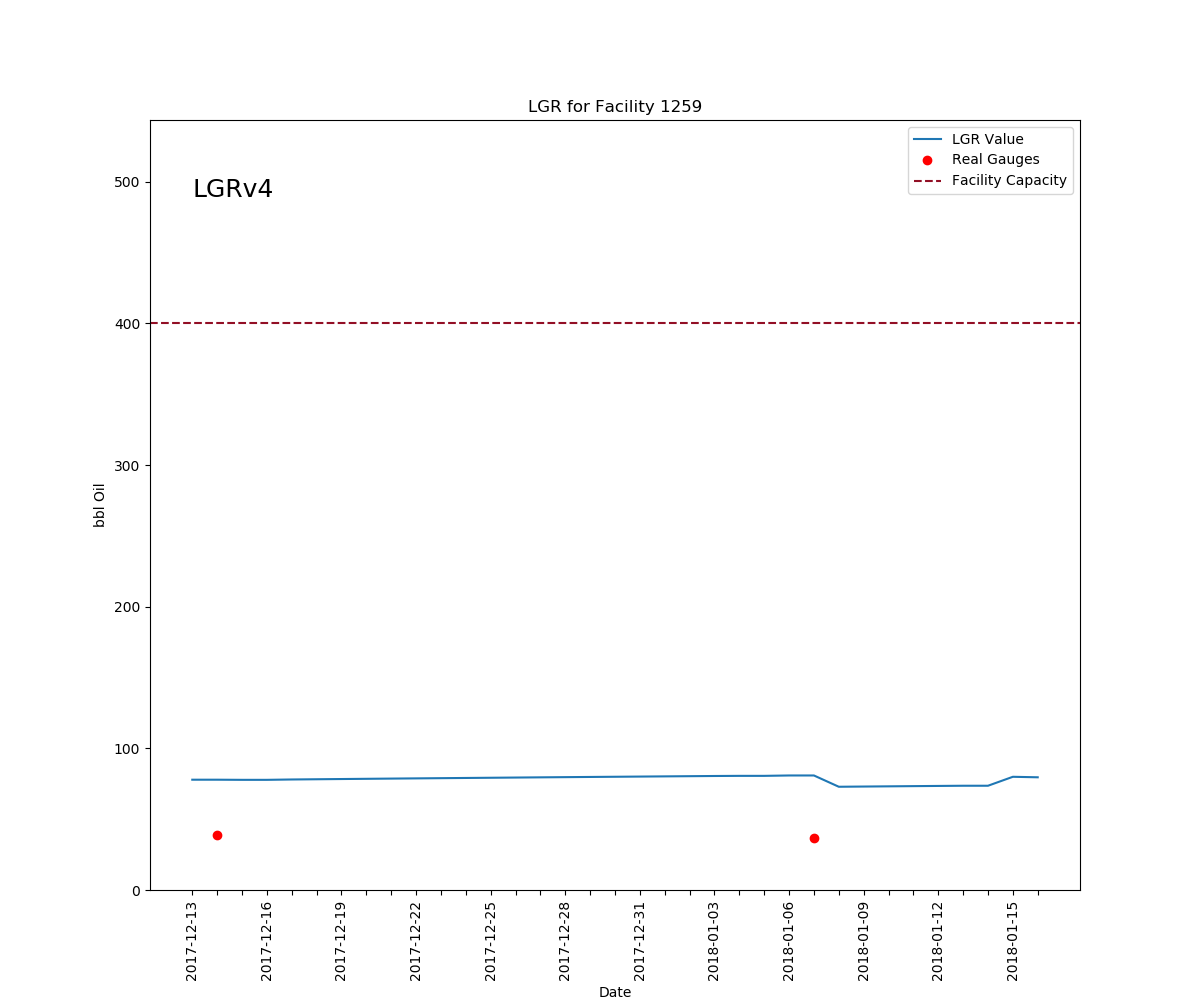 LGR for Facility 1259
LGR Value
Real Gauges
Facility Capacity
LGRv4
500
400
300
200
100
0
bbl Oil
2017-12-13
2017-12-16
2017-12-19
2017-12-22
2017-12-25
2017-12-28
2017-12-31
2018-01-03
2018-01-06
2018-01-09
2018-01-12
2018-01-15
Date